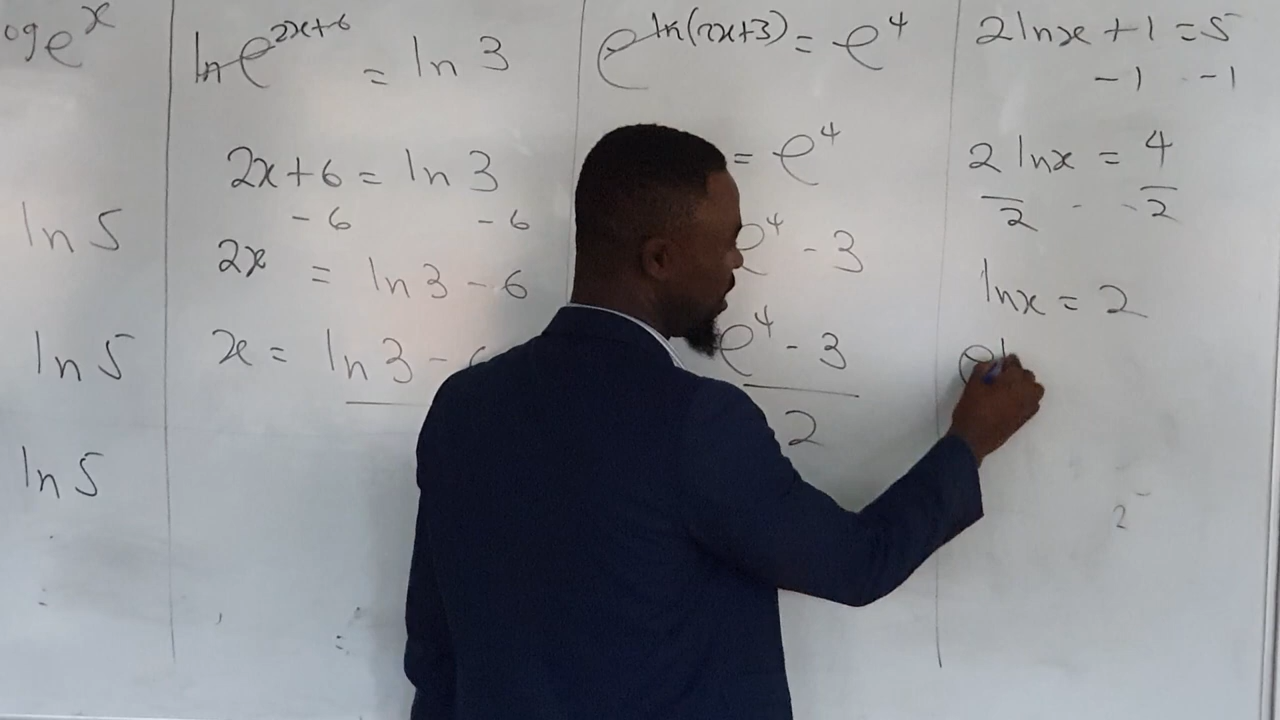 oge^x
ln 5
ln 5
ln 5
ln e^{2x+6} = ln 3
2x+6 = ln 3
-6 -6
2x = ln 3 - 6
x = ln 3 -
e^{ln(2x+3)} = e^4
= e^4
e^4 - 3
e^4 - 3
2
2 ln x + 1 = 5
-1 -1
2 ln x = 4
2 2
ln x = 2
e
2